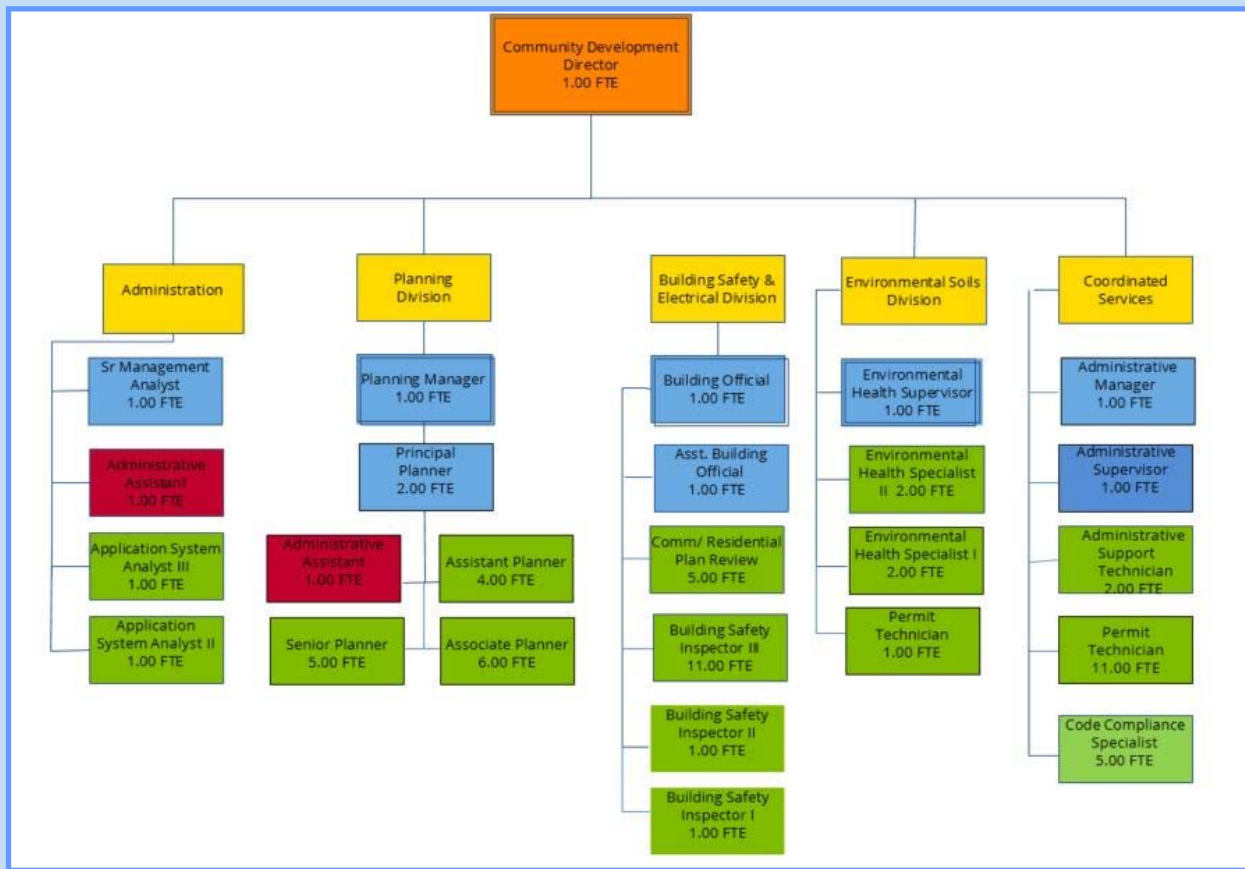 Community Development
Director
1.00 FTE
Administration
Sr Management
Analyst
1.00 FTE
Administrative
Assistant
1.00 FTE
Application System
Analyst III
1.00 FTE
Application
System Analyst II
1.00 FTE
Planning
Division
Planning Manager
1.00 FTE
Principal
Planner
2.00 FTE
Administrative
Assistant
1.00 FTE
Assistant Planner
4.00 FTE
Senior Planner
5.00 FTE
Associate Planner
6.00 FTE
Building Safety &
Electrical Division
Building Official
1.00 FTE
Asst. Building
Official
1.00 FTE
Comm/ Residential
Plan Review
5.00 FTE
Building Safety
Inspector III
11.00 FTE
Building Safety
Inspector II
1.00 FTE
Building Safety
Inspector I
1.00 FTE
Environmental Soils
Division
Environmental
Health Supervisor
1.00 FTE
Environmental
Health Specialist
II 2.00 FTE
Environmental
Health Specialist I
2.00 FTE
Permit
Technician
1.00 FTE
Coordinated
Services
Administrative
Manager
1.00 FTE
Administrative
Supervisor
1.00 FTE
Administrative
Support
Technician
2.00 FTE
Permit
Technician
11.00 FTE
Code Compliance
Specialist
5.00 FTE